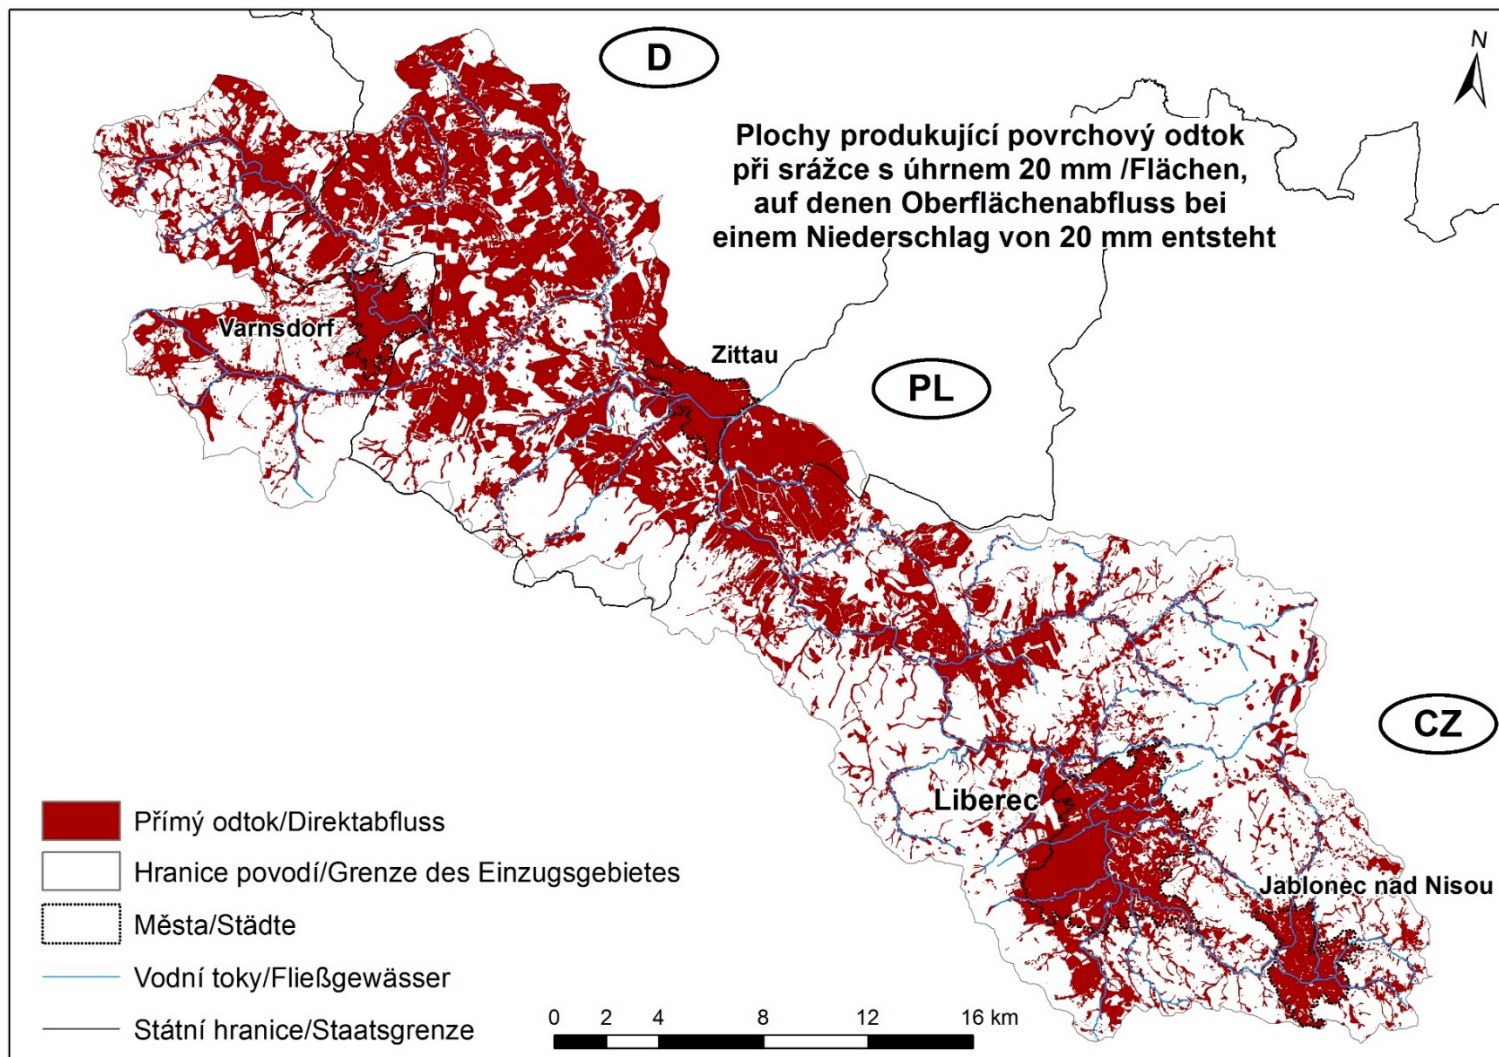 D
N
Plochy produkující povrchový odtok
při srážce s úhrnem 20 mm /Flächen,
auf denen Oberflächenabfluss bei
einem Niederschlag von 20 mm entsteht
Varnsdorf
Zittau
PL
CZ
Liberec
Jablonec nad Nisou
Přímý odtok/Direktabfluss
Hranice povodí/Grenze des Einzugsgebietes
Města/Städte
Vodní toky/Fließgewässer
Státní hranice/Staatsgrenze
0 2 4 8 12 16 km